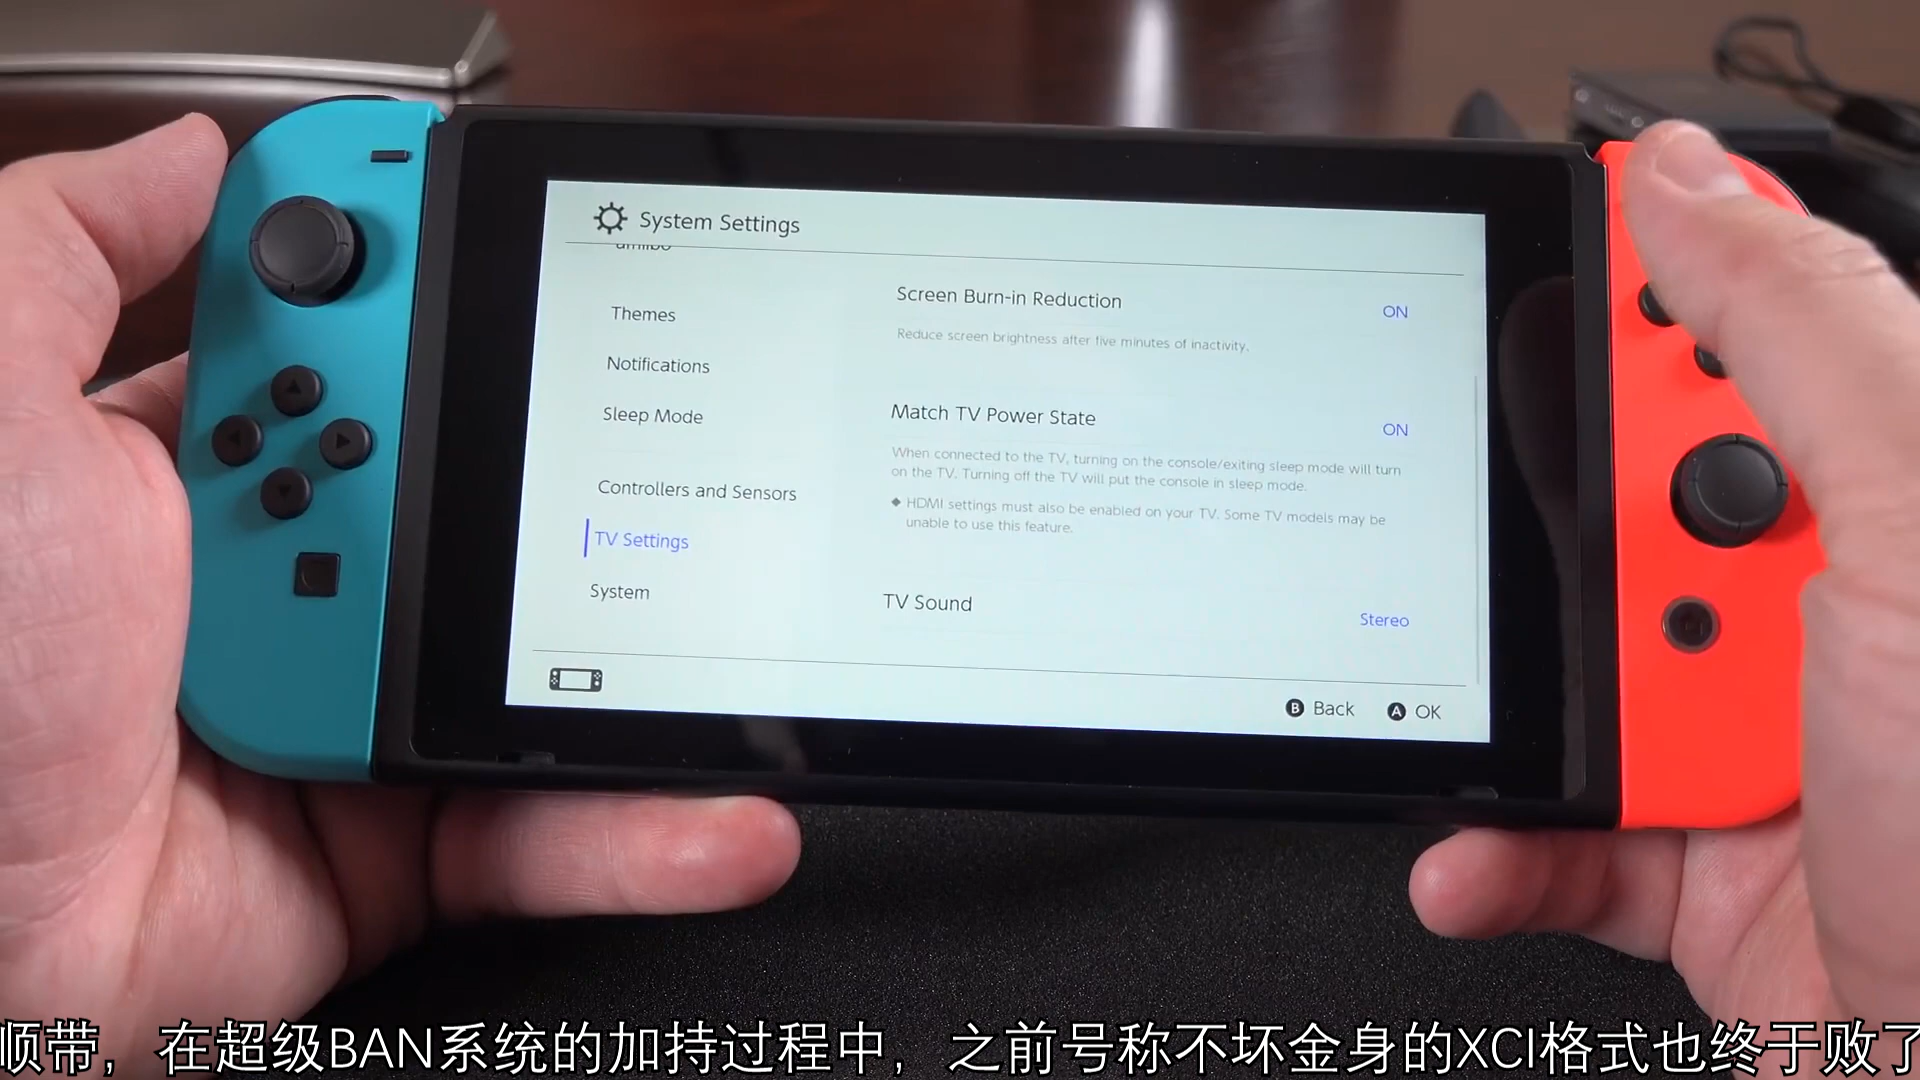 System Settings
amiibo
Themes
Notifications
Sleep Mode
Controllers and Sensors
TV Settings
System
Screen Burn-in Reduction
ON
Reduce screen brightness after five minutes of inactivity.
Match TV Power State
ON
When connected to the TV, turning on the console/exiting sleep mode will turn
on the TV. Turning off the TV will put the console in sleep mode.
◆ HDMI settings must also be enabled on your TV. Some TV models may be
unable to use this feature.
TV Sound
Stereo
B Back
A OK
顺带，在超级BAN系统的加持过程中，之前号称不坏金身的XCI格式也终于败了